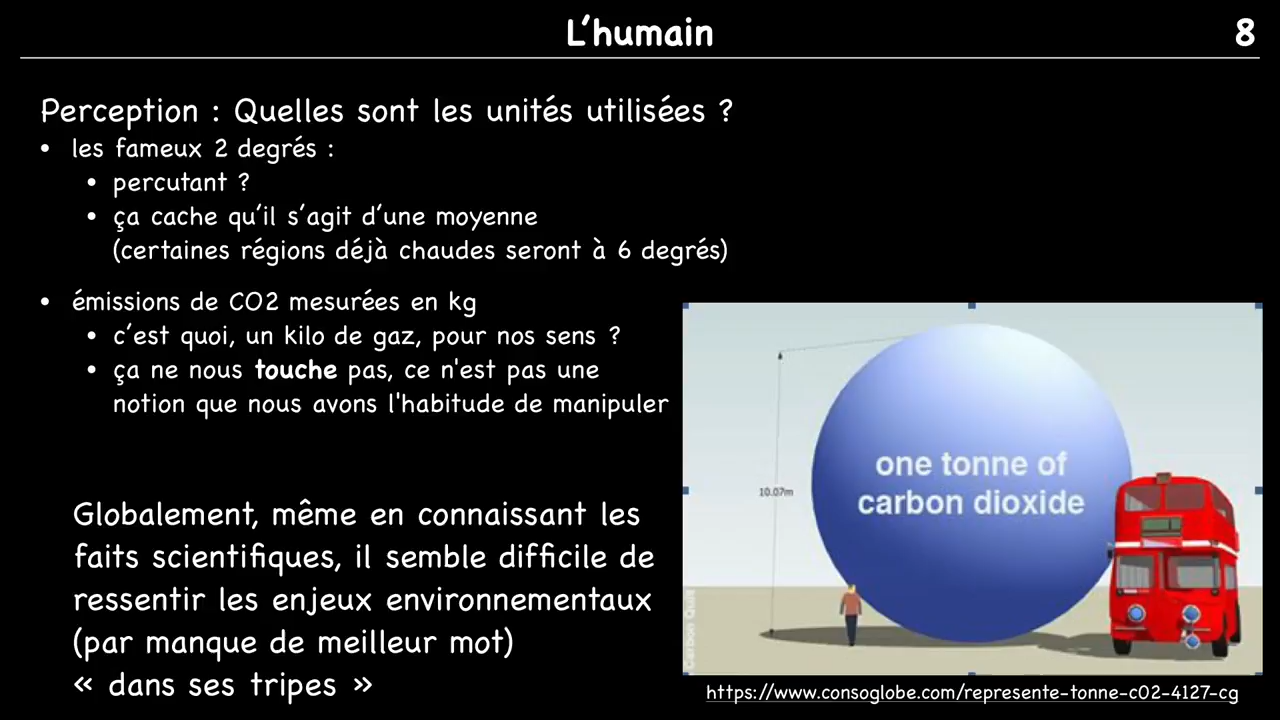 L’humain
8
Perception : Quelles sont les unités utilisées ?
• les fameux 2 degrés :
• percutant ?
• ça cache qu’il s’agit d’une moyenne
(certaines régions déjà chaudes seront à 6 degrés)
• émissions de CO2 mesurées en kg
• c’est quoi, un kilo de gaz, pour nos sens ?
• ça ne nous touche pas, ce n'est pas une
notion que nous avons l'habitude de manipuler
one tonne of
carbon dioxide
10.07m
Carbon Quilt
Globalement, même en connaissant les
faits scientifiques, il semble difficile de
ressentir les enjeux environnementaux
(par manque de meilleur mot)
« dans ses tripes »
https://www.consoglobe.com/represente-tonne-c02-4127-cg